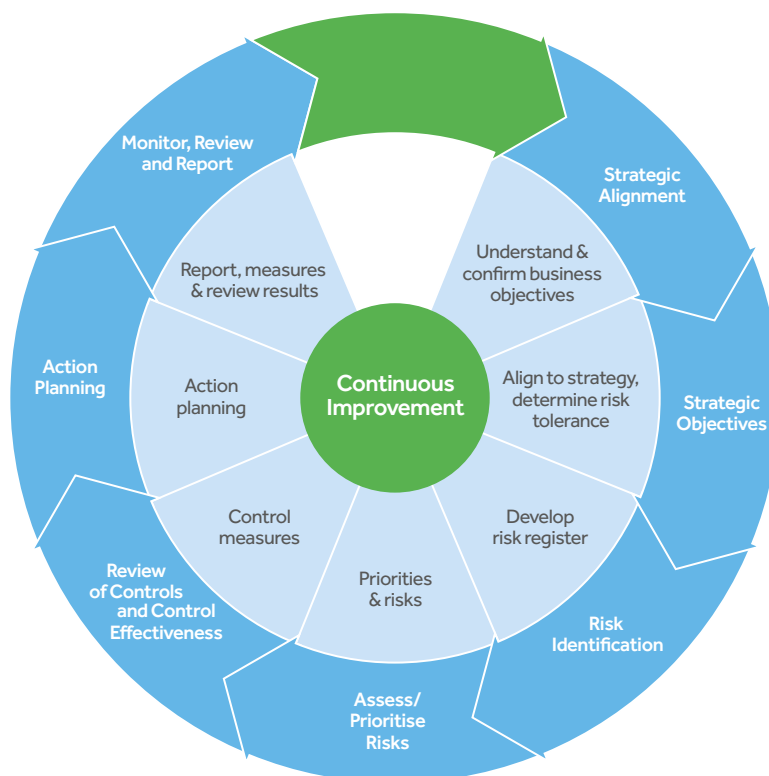 Strategic
Alignment
Strategic
Objectives
Risk
Identification
Assess/
Prioritise
Risks
Review
of Controls
and Control
Effectiveness
Action
Planning
Monitor, Review
and Report
Understand &
confirm business
objectives
Align to strategy,
determine risk
tolerance
Develop
risk register
Priorities
& risks
Control
measures
Action
planning
Report, measures
& review results
Continuous
Improvement